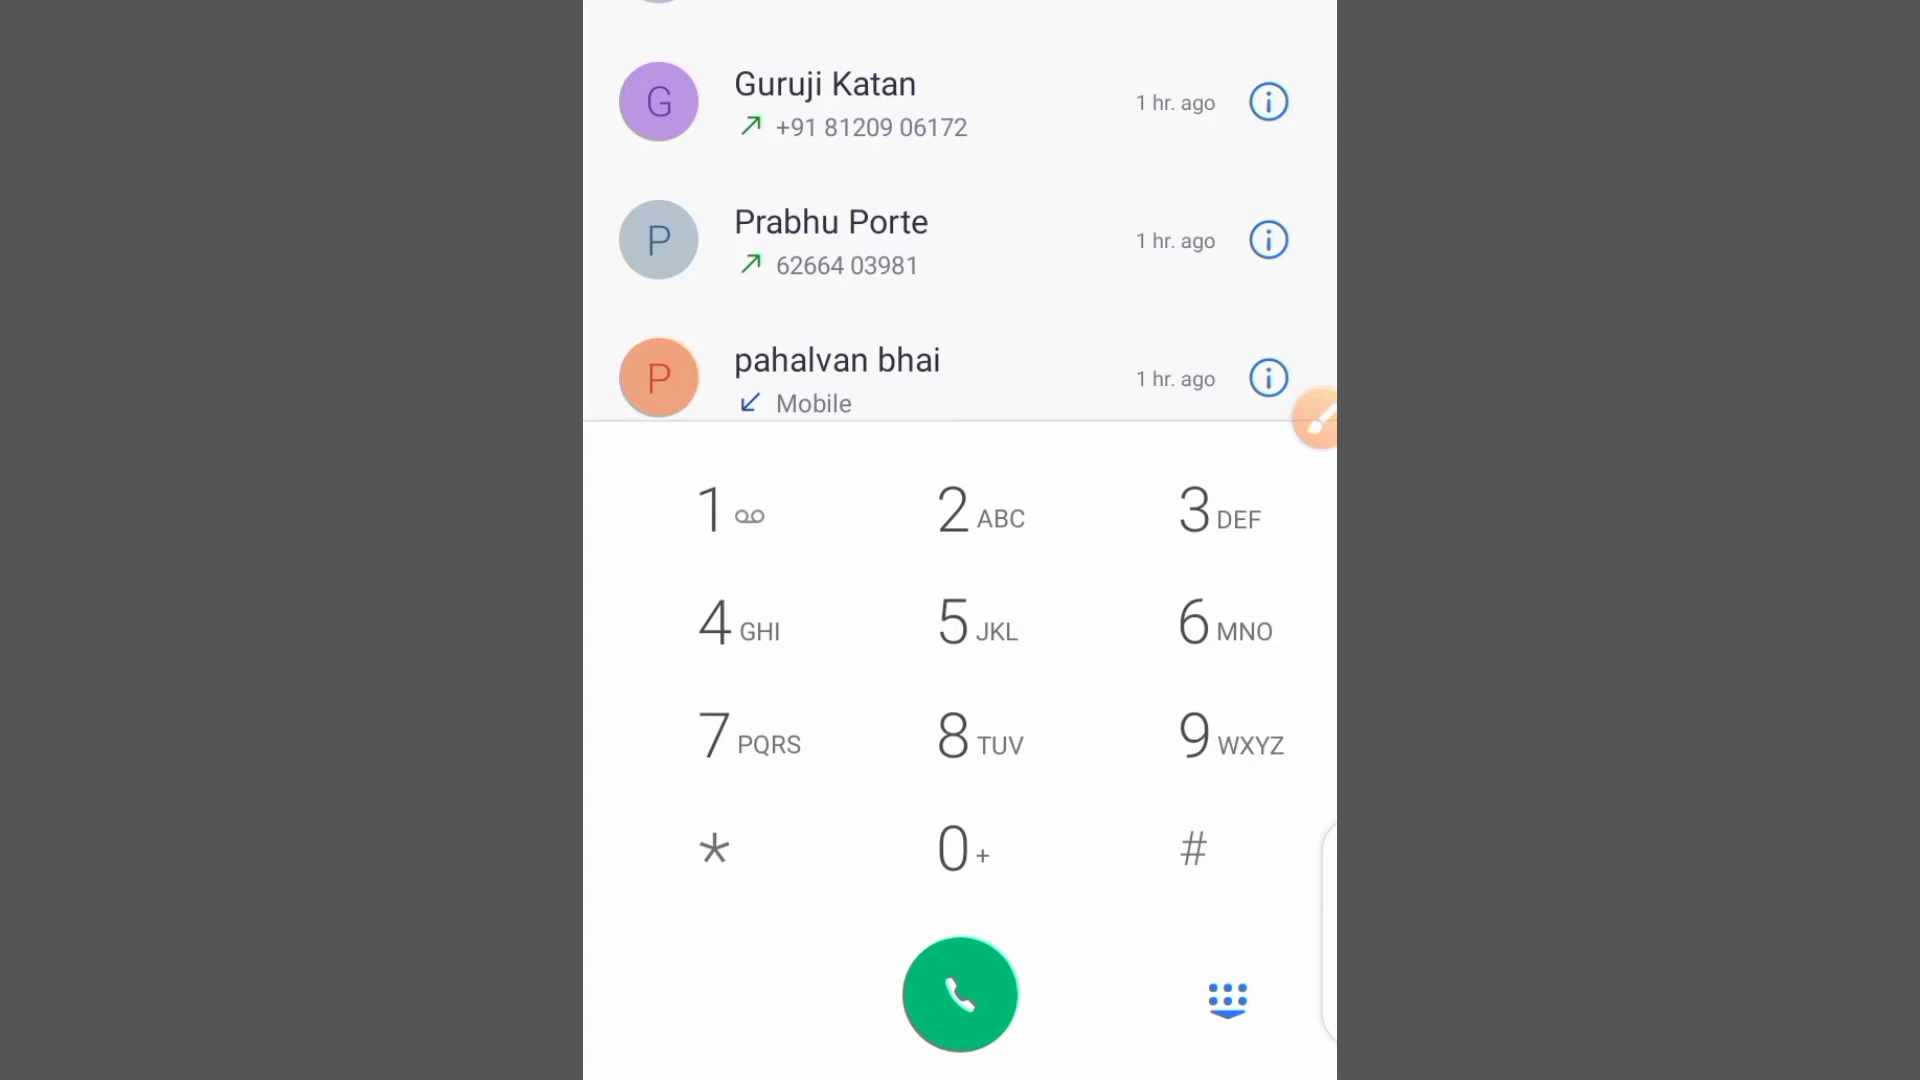 G
Guruji Katan
+91 81209 06172
1 hr. ago
P
Prabhu Porte
62664 03981
1 hr. ago
P
pahalvan bhai
Mobile
1 hr. ago
1
2 ABC
3 DEF
4 GHI
5 JKL
6 MNO
7 PQRS
8 TUV
9 WXYZ
*
0 +
#